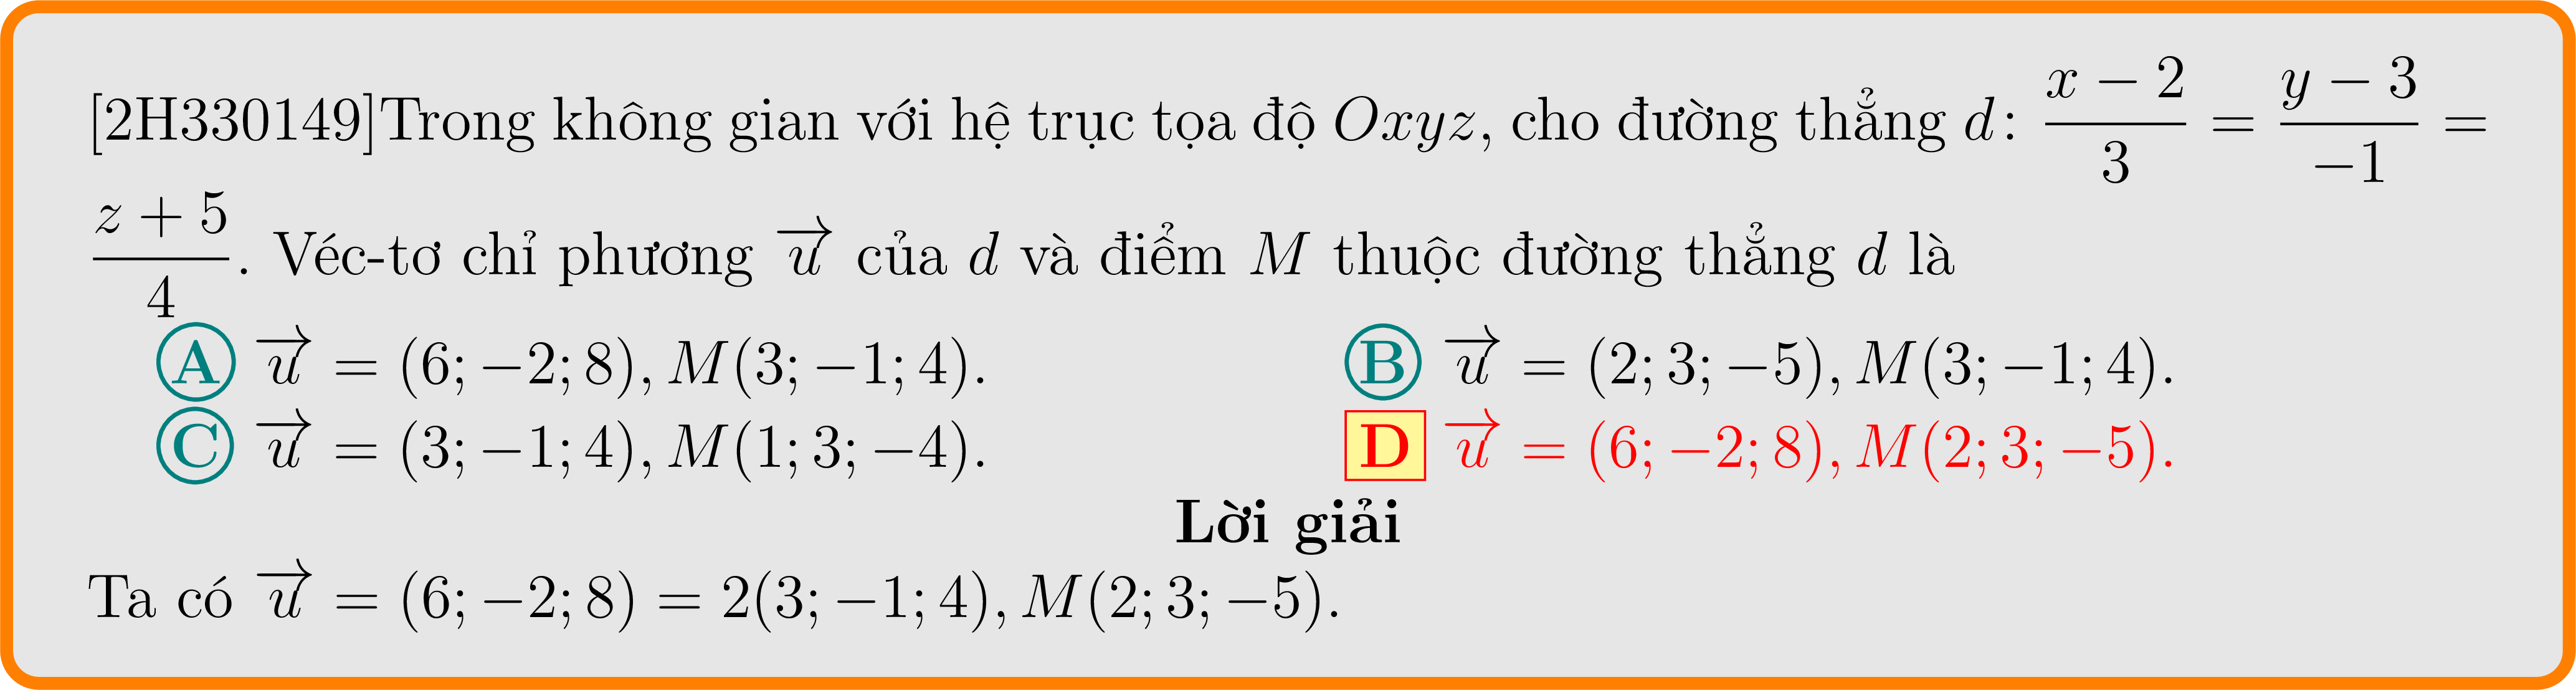 [2H330149]Trong không gian với hệ trục tọa độ $Oxyz$, cho đường thẳng $d\colon \dfrac{x-2}{3} = \dfrac{y-3}{-1} =$
$\dfrac{z+5}{4}$. Véc-tơ chỉ phương $\overrightarrow{u}$ của $d$ và điểm $M$ thuộc đường thẳng $d$ là
A $\overrightarrow{u} = (6; -2; 8), M(3; -1; 4)$. B $\overrightarrow{u} = (2; 3; -5), M(3; -1; 4)$.
C $\overrightarrow{u} = (3; -1; 4), M(1; 3; -4)$. D $\overrightarrow{u} = (6; -2; 8), M(2; 3; -5)$.
Lời giải
Ta có $\overrightarrow{u} = (6; -2; 8) = 2(3; -1; 4), M(2; 3; -5)$.